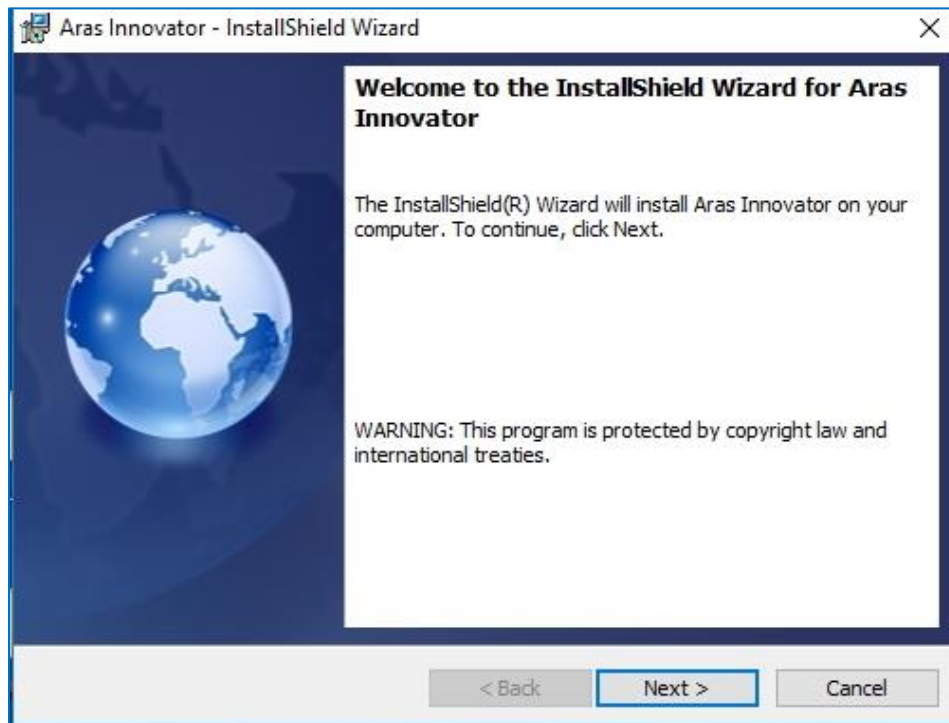 Aras Innovator - InstallShield Wizard
Welcome to the InstallShield Wizard for Aras
Innovator
The InstallShield(R) Wizard will install Aras Innovator on your
computer. To continue, click Next.
WARNING: This program is protected by copyright law and
international treaties.
< Back
Next >
Cancel